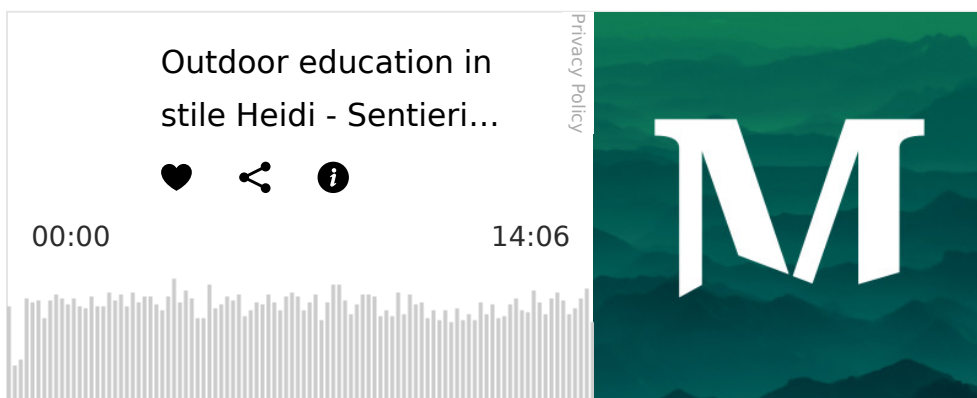 Outdoor education in
stile Heidi - Sentieri...
Privacy Policy
00:00
14:06
M